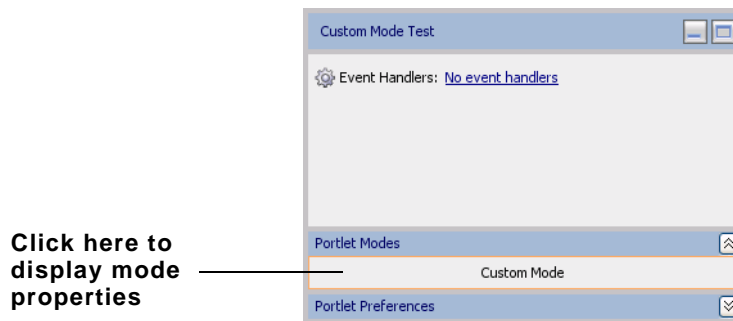 Custom Mode Test
Event Handlers: No event handlers
Portlet Modes
Click here to
display mode
properties
Custom Mode
Portlet Preferences